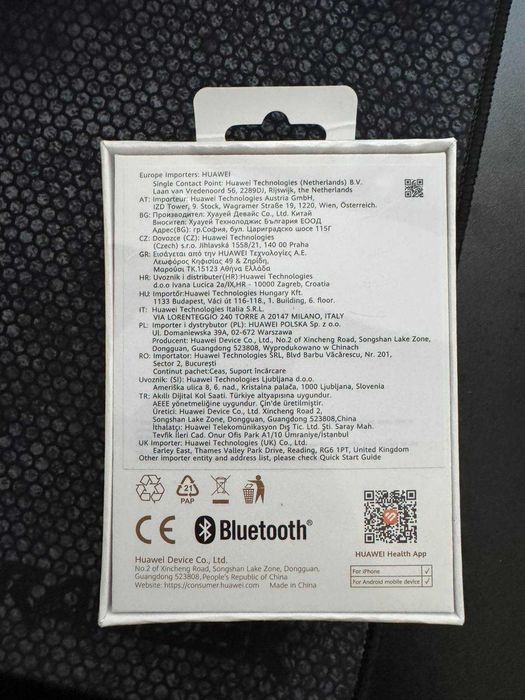 Europe Importers: HUAWEI
Single Contact Point: Huawei Technologies (Netherlands) B.V.
Laan van Vredenoord 56, 2289DJ, Rijswijk, the Netherlands
AT: Importeur: Huawei Technologies Austria GmbH,
IZD Tower, 9. Stock, Wagramer Straße 19, 1220, Wien, Österreich.
BG: Производител: Хуауей Девайс Co., Ltd. Китай
Вносител: Хуауей Технолоджис България ЕООД
Адрес(BG): гр.София, бул. Цариградско шосе 115Г
CZ: Dovozce (CZ): Huawei Technologies
(Czech) s.r.o. Jihlavská 1558/21, 140 00 Praha
GR: Εισάγεται από την HUAWEI Τεχνολογίες Α.Ε.
Λεωφόρος Κηφισίας 49 & Ζηρίδη,
Μαρούσι ΤΚ.15123 Αθήνα Ελλάδα
HR: Uvoznik i distributer(HR):Huawei Technologies
d.o.o Ivana Lucica 2a/IX,HR - 10000 Zagreb, Croatia
HU: Importőr:Huawei Technologies Hungary Kft.
1133 Budapest, Váci út 116-118., 1. Building, 6. floor.
IT: Huawei Technologies Italia S.R.L.
VIA LORENTEGGIO 240 TORRE A 20147 MILANO, ITALY
PL: Importer i dystrybutor (PL): HUAWEI POLSKA Sp. z o.o.
Ul. Domaniewska 39A, 02-672 Warszawa
Producent: Huawei Device Co., Ltd., No.2 of Xincheng Road, Songshan Lake Zone,
Dongguan, Guangdong 523808, Wyprodukowano w Chinach
RO: Importator: Huawei Technologies SRL, Blvd Barbu Văcărescu, Nr. 201,
Sector 2, București
Continut pachet:Ceas, Suport încărcare
Uvoznik: (SI): Huawei Technologies Ljubljana d.o.o.
Ameriška ulica 8, 6. nad., Kristalna palača, 1000 Ljubljana, Slovenia
TR: Akıllı Dijital Kol Saati. Türkiye altyapısına uygundur.
AEEE yönetmeliğine uygundur. Çin'de üretilmiştir.
Üretici: Huawei Device Co., Ltd. Xincheng Road 2,
Songshan Lake Zone, Dongguan, Guangdong 523808,China
İthalatçı: Huawei Telekomünikasyon Dış Tic. Ltd. Şti. Saray Mah.
Tevfik İleri Cad. Onur Ofis Park A1/10 Ümraniye/İstanbul
UK Importer: Huawei Technologies (UK) Co., Ltd.
Earley East, Thames Valley Park Drive, Reading, RG6 1PT, United Kingdom
Other importer entity and address list, please check Quick Start Guide
21
PAP
CE
Bluetooth®
HUAWEI Health App
Huawei Device Co., Ltd.
No.2 of Xincheng Road, Songshan Lake Zone, Dongguan,
Guangdong 523808,People's Republic of China
Website: https://consumer.huawei.com Made in China
For iPhone √
For Android mobile device √